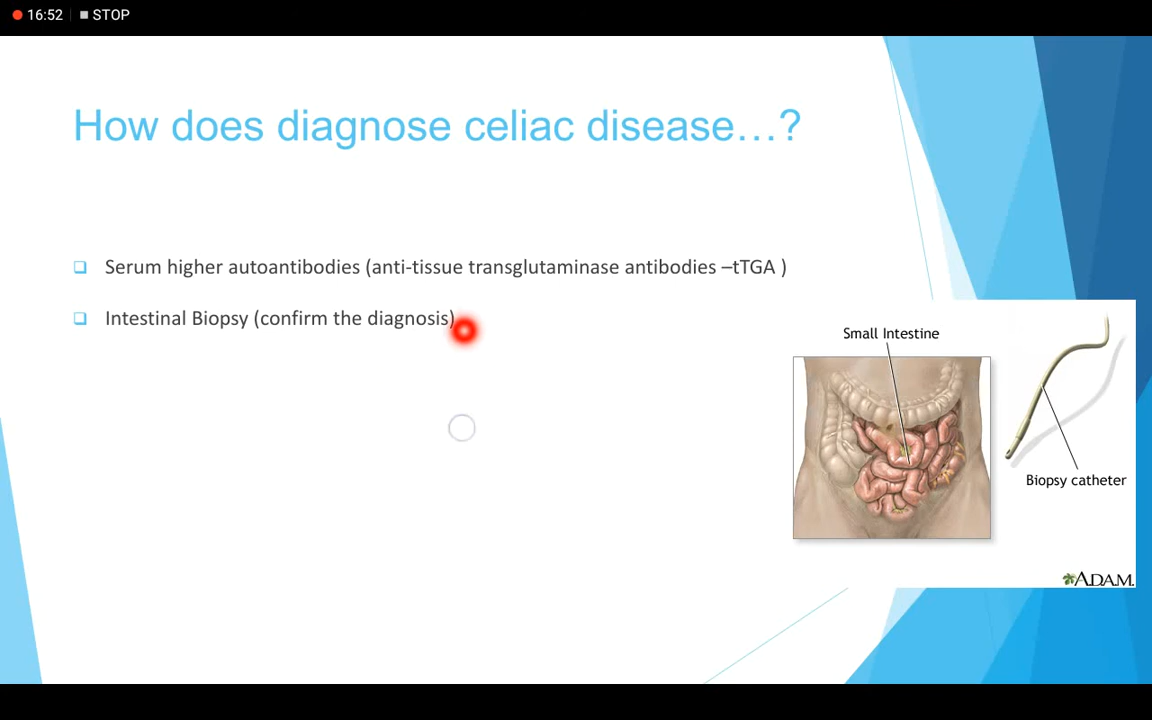 16:52 STOP
How does diagnose celiac disease…?
Serum higher autoantibodies (anti-tissue transglutaminase antibodies –tTGA )
Intestinal Biopsy (confirm the diagnosis)
Small Intestine
Biopsy catheter
A.D.A.M.